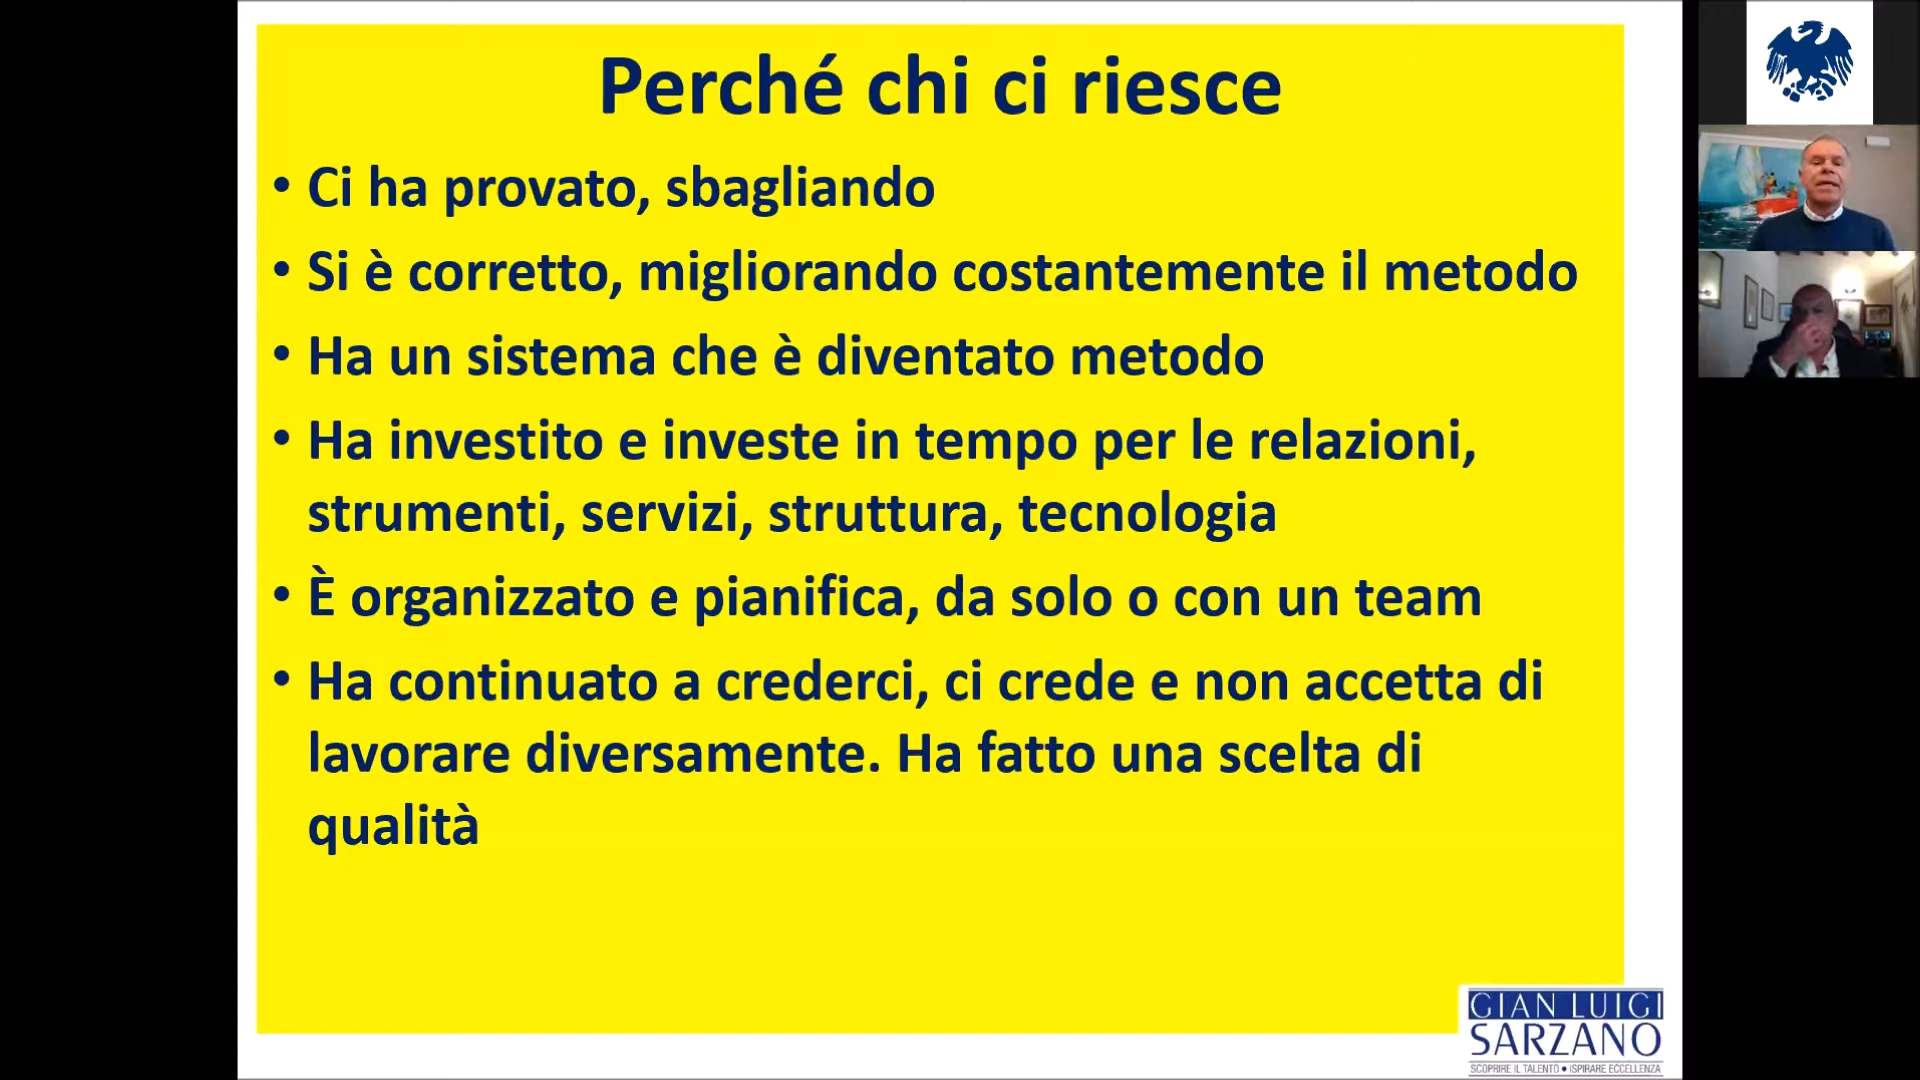 Perché chi ci riesce
• Ci ha provato, sbagliando
• Si è corretto, migliorando costantemente il metodo
• Ha un sistema che è diventato metodo
• Ha investito e investe in tempo per le relazioni,
strumenti, servizi, struttura, tecnologia
• È organizzato e pianifica, da solo o con un team
• Ha continuato a crederci, ci crede e non accetta di
lavorare diversamente. Ha fatto una scelta di
qualità
GIAN LUIGI
SARZANO
SCOPRIRE IL TALENTO • ISPIRARE ECCELLENZA